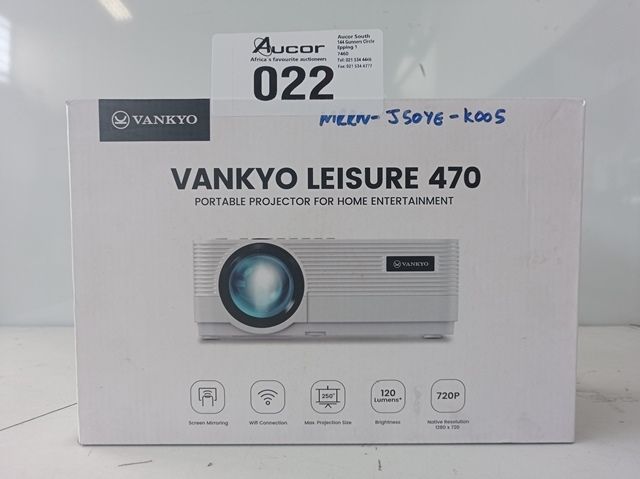 Aucor
Africa's favourite auctioneers
022
Aucor South
144 Gunners Circle
Epping 1
7460
Tel: 021 534 4446
Fax: 021 534 4777
VANKYO
J50YE-K005
VANKYO LEISURE 470
PORTABLE PROJECTOR FOR HOME ENTERTAINMENT
VANKYO
Screen Mirroring
Wifi Connection
250"
Max. Projection Size
120
Lumens+
Brightness
720P
Native Resolution
1280 x 720